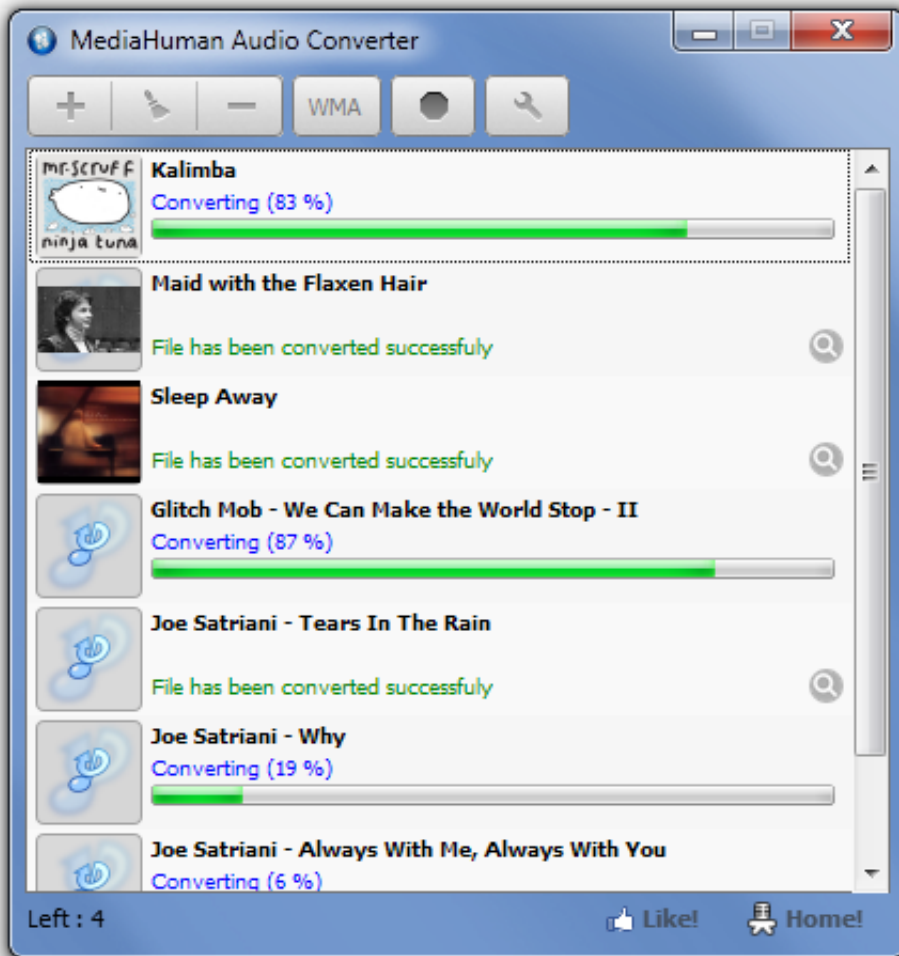 MediaHuman Audio Converter
WMA
mr.scruff
ninja tuna
Kalimba
Converting (83 %)
Maid with the Flaxen Hair
File has been converted successfuly
Sleep Away
File has been converted successfuly
Glitch Mob - We Can Make the World Stop - II
Converting (87 %)
Joe Satriani - Tears In The Rain
File has been converted successfuly
Joe Satriani - Why
Converting (19 %)
Joe Satriani - Always With Me, Always With You
Converting (6 %)
Left : 4
Like!
Home!